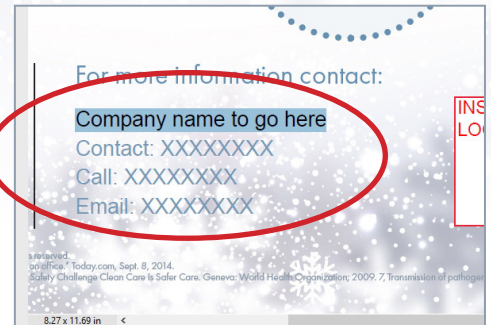 For more information contact:
Company name to go here
Contact: XXXXXXXX
Call: XXXXXXXX
Email: XXXXXXXX
INS
LO
s reserved.
an office." Today.com, Sept. 8, 2014.
Safety Challenge Clean Care Is Safer Care. Geneva: World Health Organization; 2009. 7, Transmission of pathogen
8.27 x 11.69 in <